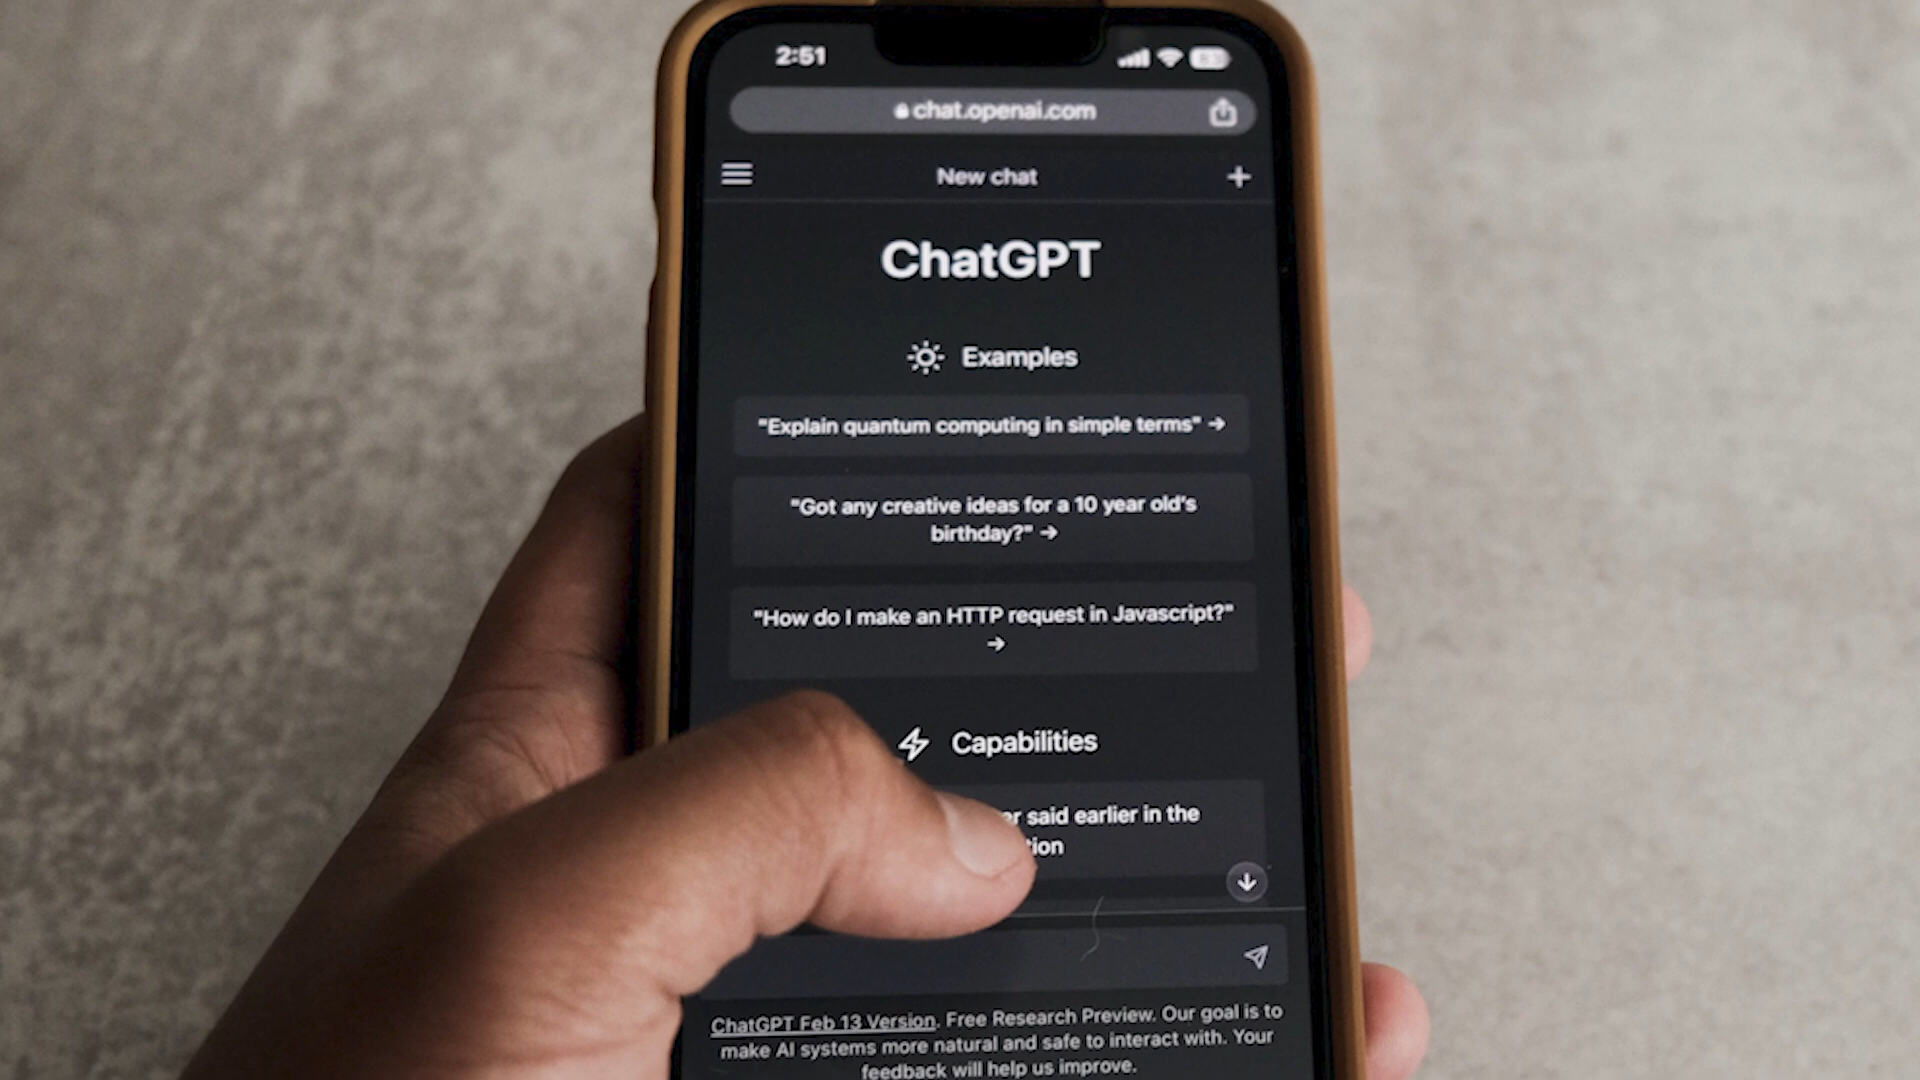 2:51
chat.openai.com
New chat
ChatGPT
Examples
"Explain quantum computing in simple terms" →
"Got any creative ideas for a 10 year old's
birthday?" →
"How do I make an HTTP request in Javascript?"
→
Capabilities
said earlier in the
ChatGPT Feb 13 Version. Free Research Preview. Our goal is to
make AI systems more natural and safe to interact with. Your
feedback will help us improve.